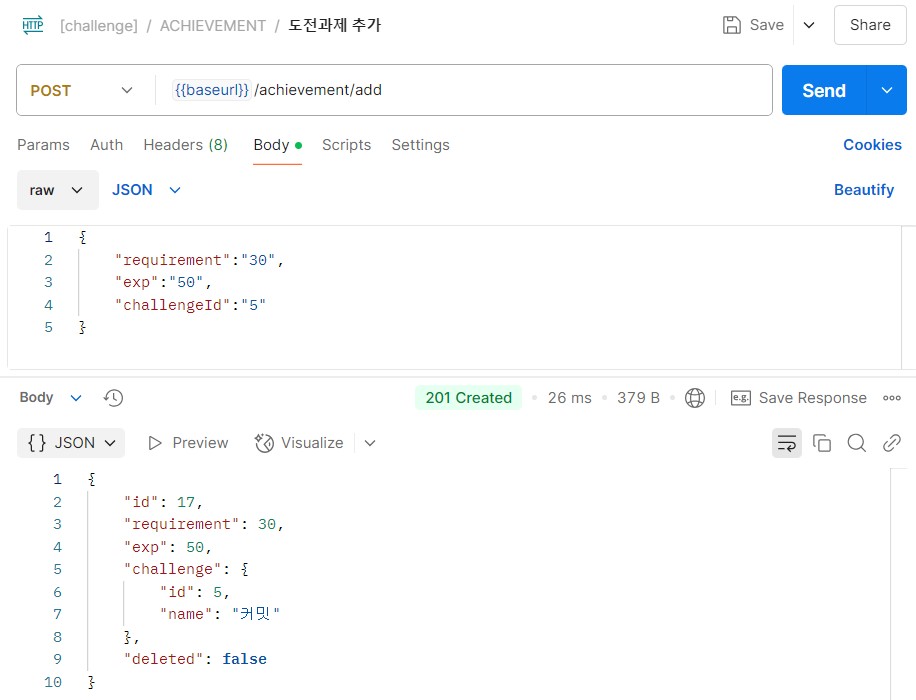 HTTP [challenge] / ACHIEVEMENT / 도전과제 추가 Save Share
POST {{baseurl}} /achievement/add Send
Params Auth Headers (8) Body Scripts Settings Cookies
raw JSON Beautify
1 {
2 "requirement":"30",
3 "exp":"50",
4 "challengeId":"5"
5 }
Body 201 Created 26 ms 379 B e.g. Save Response
{} JSON Preview Visualize
1 {
2 "id": 17,
3 "requirement": 30,
4 "exp": 50,
5 "challenge": {
6 "id": 5,
7 "name": "커밋"
8 },
9 "deleted": false
10 }